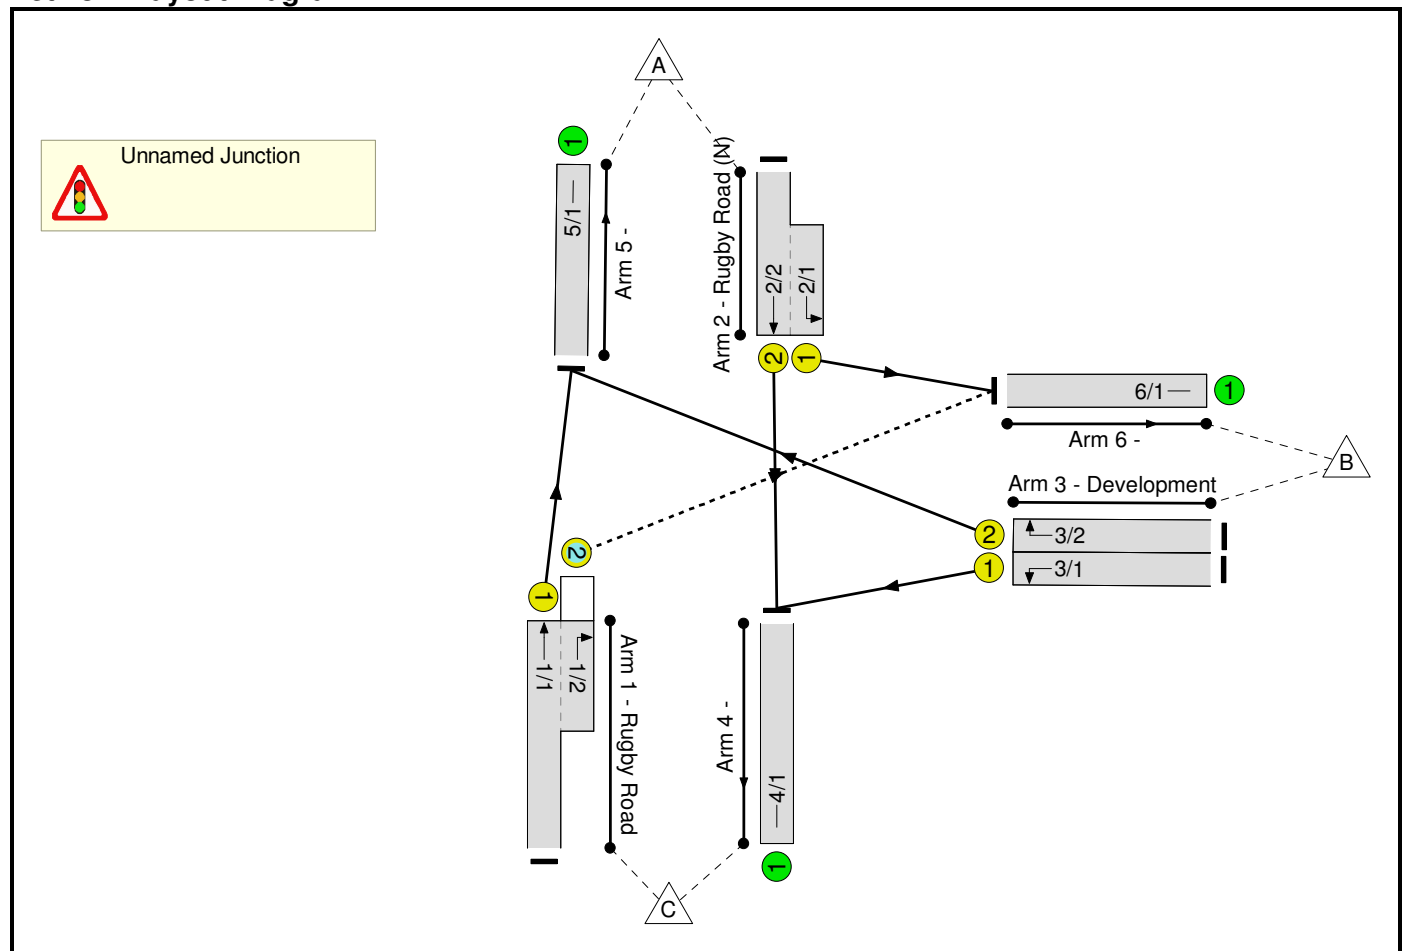 A
Unnamed Junction
1
5/1
Arm 5 -
Arm 2 - Rugby Road (N)
2/2
2/1
2
1
6/1
1
Arm 6 -
B
Arm 3 - Development
2
3/2
1
3/1
2
1
1/1
1/2
Arm 1 - Rugby Road
Arm 4 -
4/1
1
C